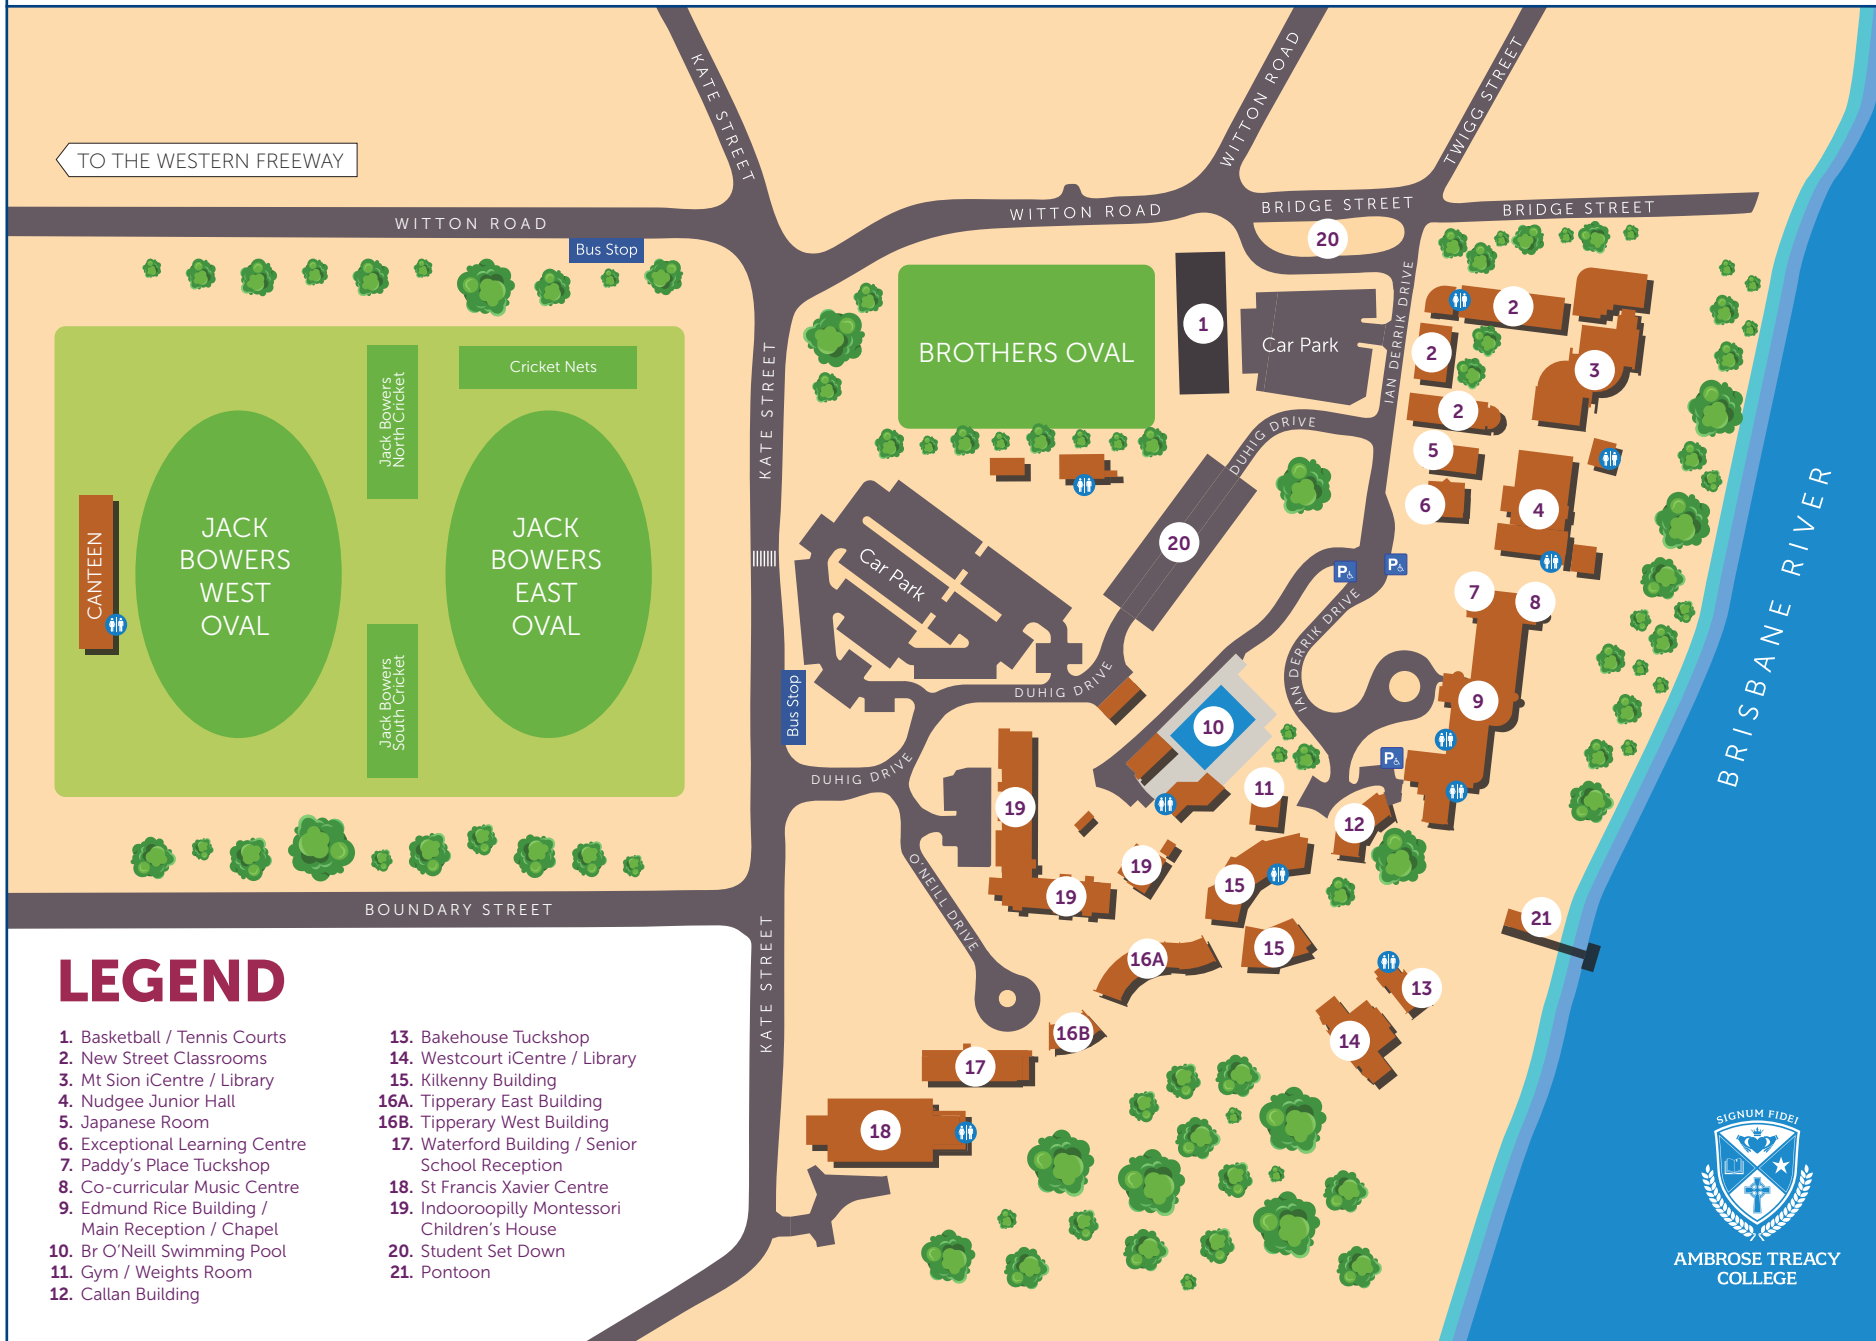 KATE STREET
WITTON ROAD
TWIGG STREET
TO THE WESTERN FREEWAY
WITTON ROAD
WITTON ROAD
BRIDGE STREET
BRIDGE STREET
Bus Stop
20
IAN DERRIK DRIVE
1
Car Park
2
2
3
2
5
6
4
BROTHERS OVAL
Cricket Nets
Jack Bowers
North Cricket
KATE STREET
DUHIG DRIVE
CANTEEN
JACK
BOWERS
WEST
OVAL
JACK
BOWERS
EAST
OVAL
Car Park
20
P
P
7
8
IAN DERRIK DRIVE
BRISBANE RIVER
Jack Bowers
South Cricket
Bus Stop
DUHIG DRIVE
9
10
P
DUHIG DRIVE
11
12
19
19
19
15
15
O'NEILL DRIVE
BOUNDARY STREET
KATE STREET
16A
16B
21
13
14
17
18
LEGEND
1. Basketball / Tennis Courts
2. New Street Classrooms
3. Mt Sion iCentre / Library
4. Nudgee Junior Hall
5. Japanese Room
6. Exceptional Learning Centre
7. Paddy's Place Tuckshop
8. Co-curricular Music Centre
9. Edmund Rice Building /
Main Reception / Chapel
10. Br O'Neill Swimming Pool
11. Gym / Weights Room
12. Callan Building
13. Bakehouse Tuckshop
14. Westcourt iCentre / Library
15. Kilkenny Building
16A. Tipperary East Building
16B. Tipperary West Building
17. Waterford Building / Senior
School Reception
18. St Francis Xavier Centre
19. Indooroopilly Montessori
Children's House
20. Student Set Down
21. Pontoon
SIGNUM FIDEI
AMBROSE TREACY
COLLEGE